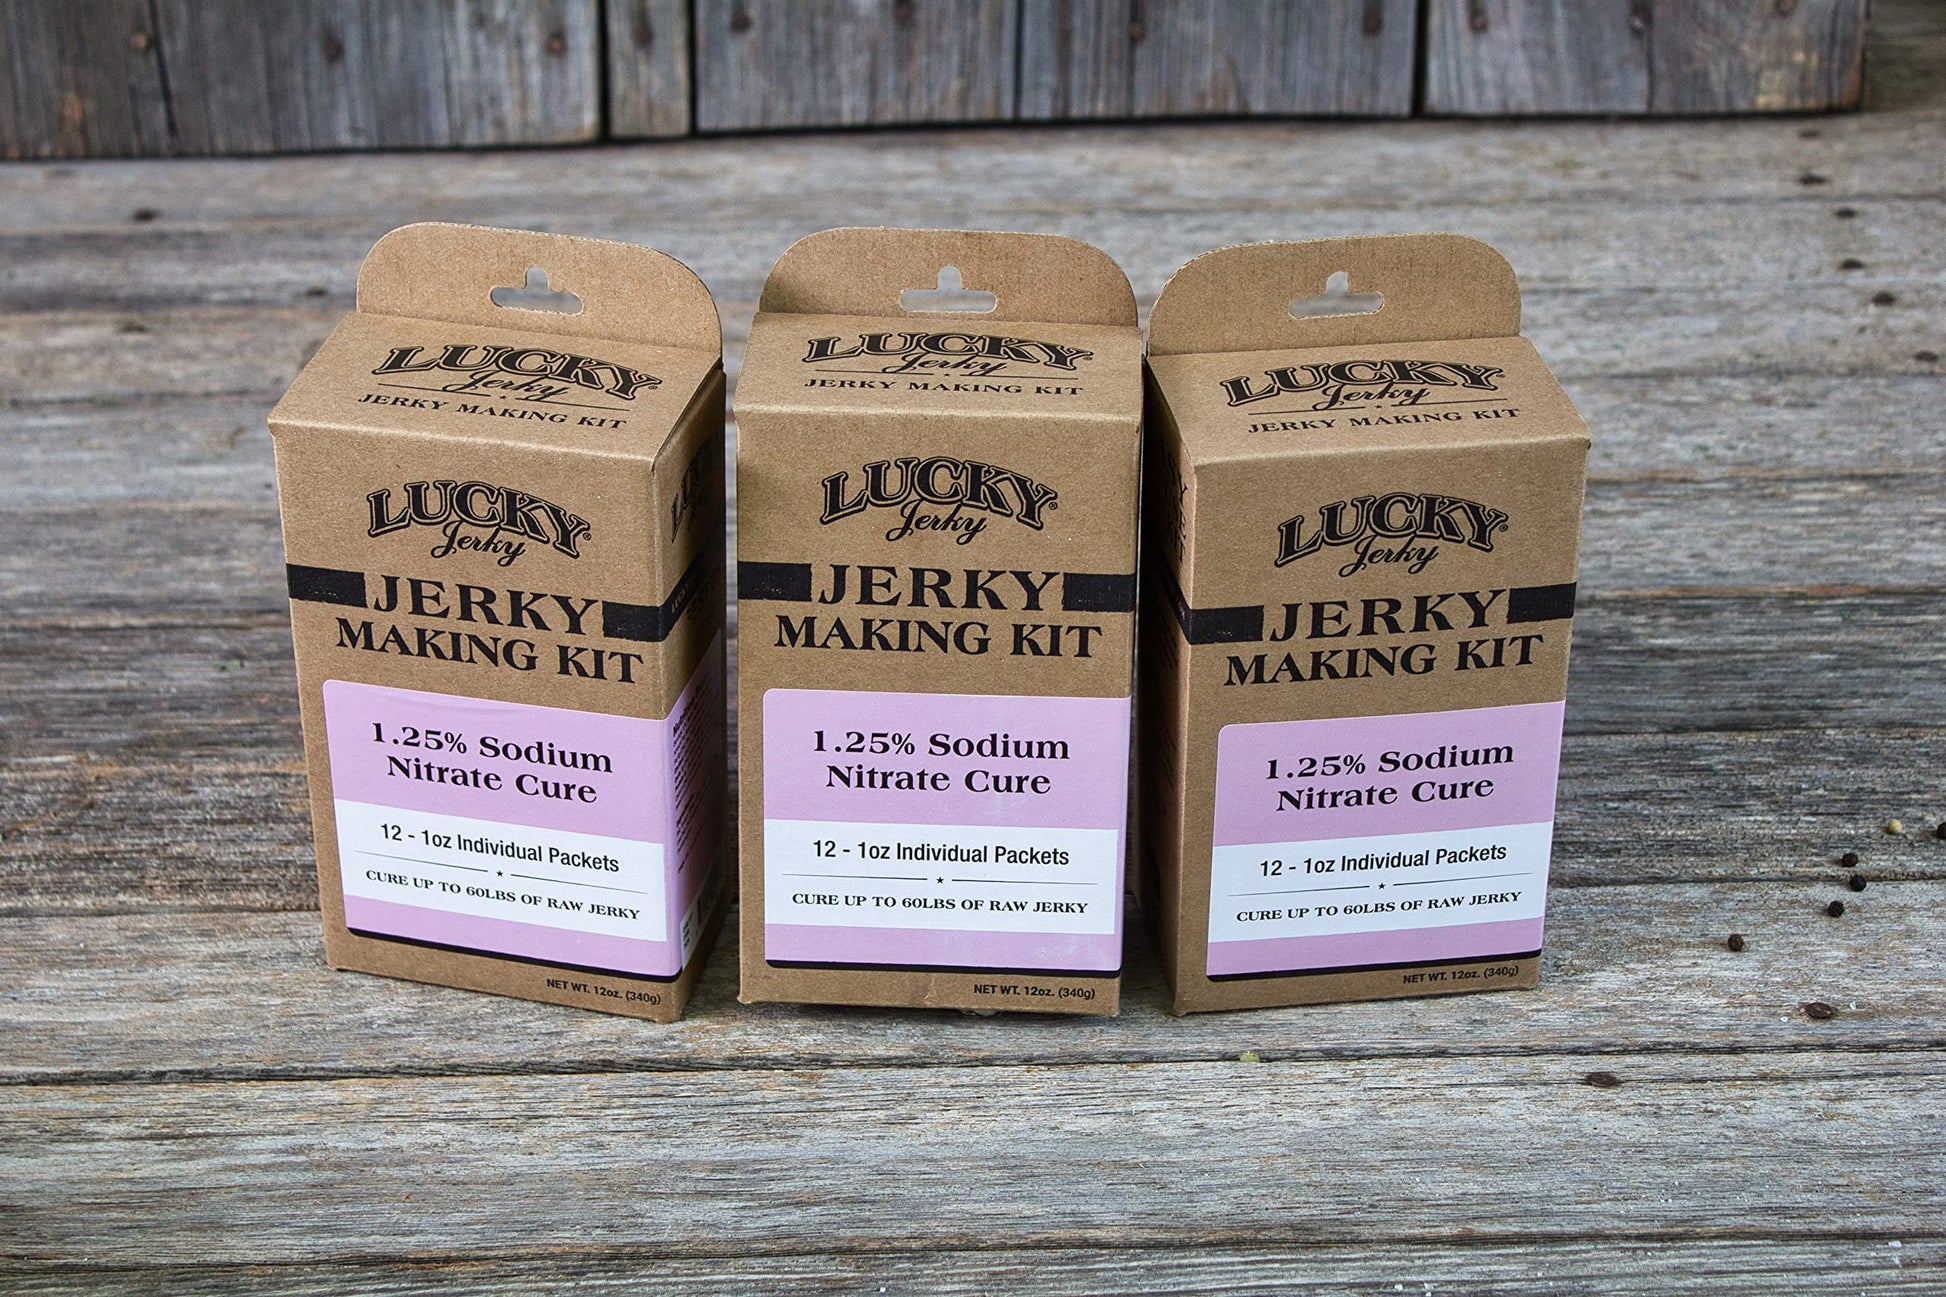 LUCKY
Jerky
JERKY MAKING KIT
LUCKY®
Jerky
JERKY
MAKING KIT
1.25% Sodium
Nitrate Cure
12 - 1oz Individual Packets
CURE UP TO 60LBS OF RAW JERKY
NET WT. 12oz. (340g)
LUCKY
Jerky
JERKY MAKING KIT
LUCKY®
Jerky
JERKY
MAKING KIT
1.25% Sodium
Nitrate Cure
12 - 1oz Individual Packets
CURE UP TO 60LBS OF RAW JERKY
NET WT. 12oz. (340g)
LUCKY
Jerky
JERKY MAKING KIT
LUCKY®
Jerky
JERKY
MAKING KIT
1.25% Sodium
Nitrate Cure
12 - 1oz Individual Packets
CURE UP TO 60LBS OF RAW JERKY
NET WT. 12oz. (340g)